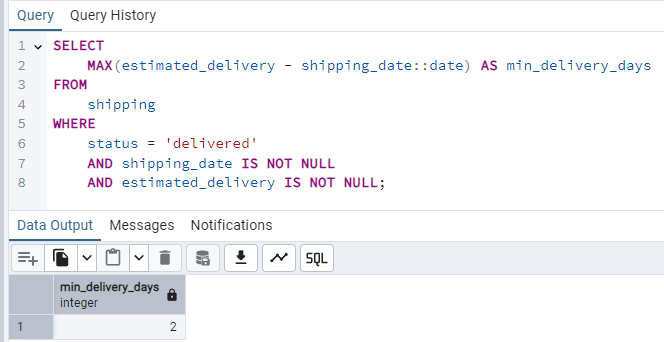 Query Query History
1 SELECT
2 MAX(estimated_delivery - shipping_date::date) AS min_delivery_days
3 FROM
4 shipping
5 WHERE
6 status = 'delivered'
7 AND shipping_date IS NOT NULL
8 AND estimated_delivery IS NOT NULL;
Data Output Messages Notifications
SQL
min_delivery_days
integer
1 2